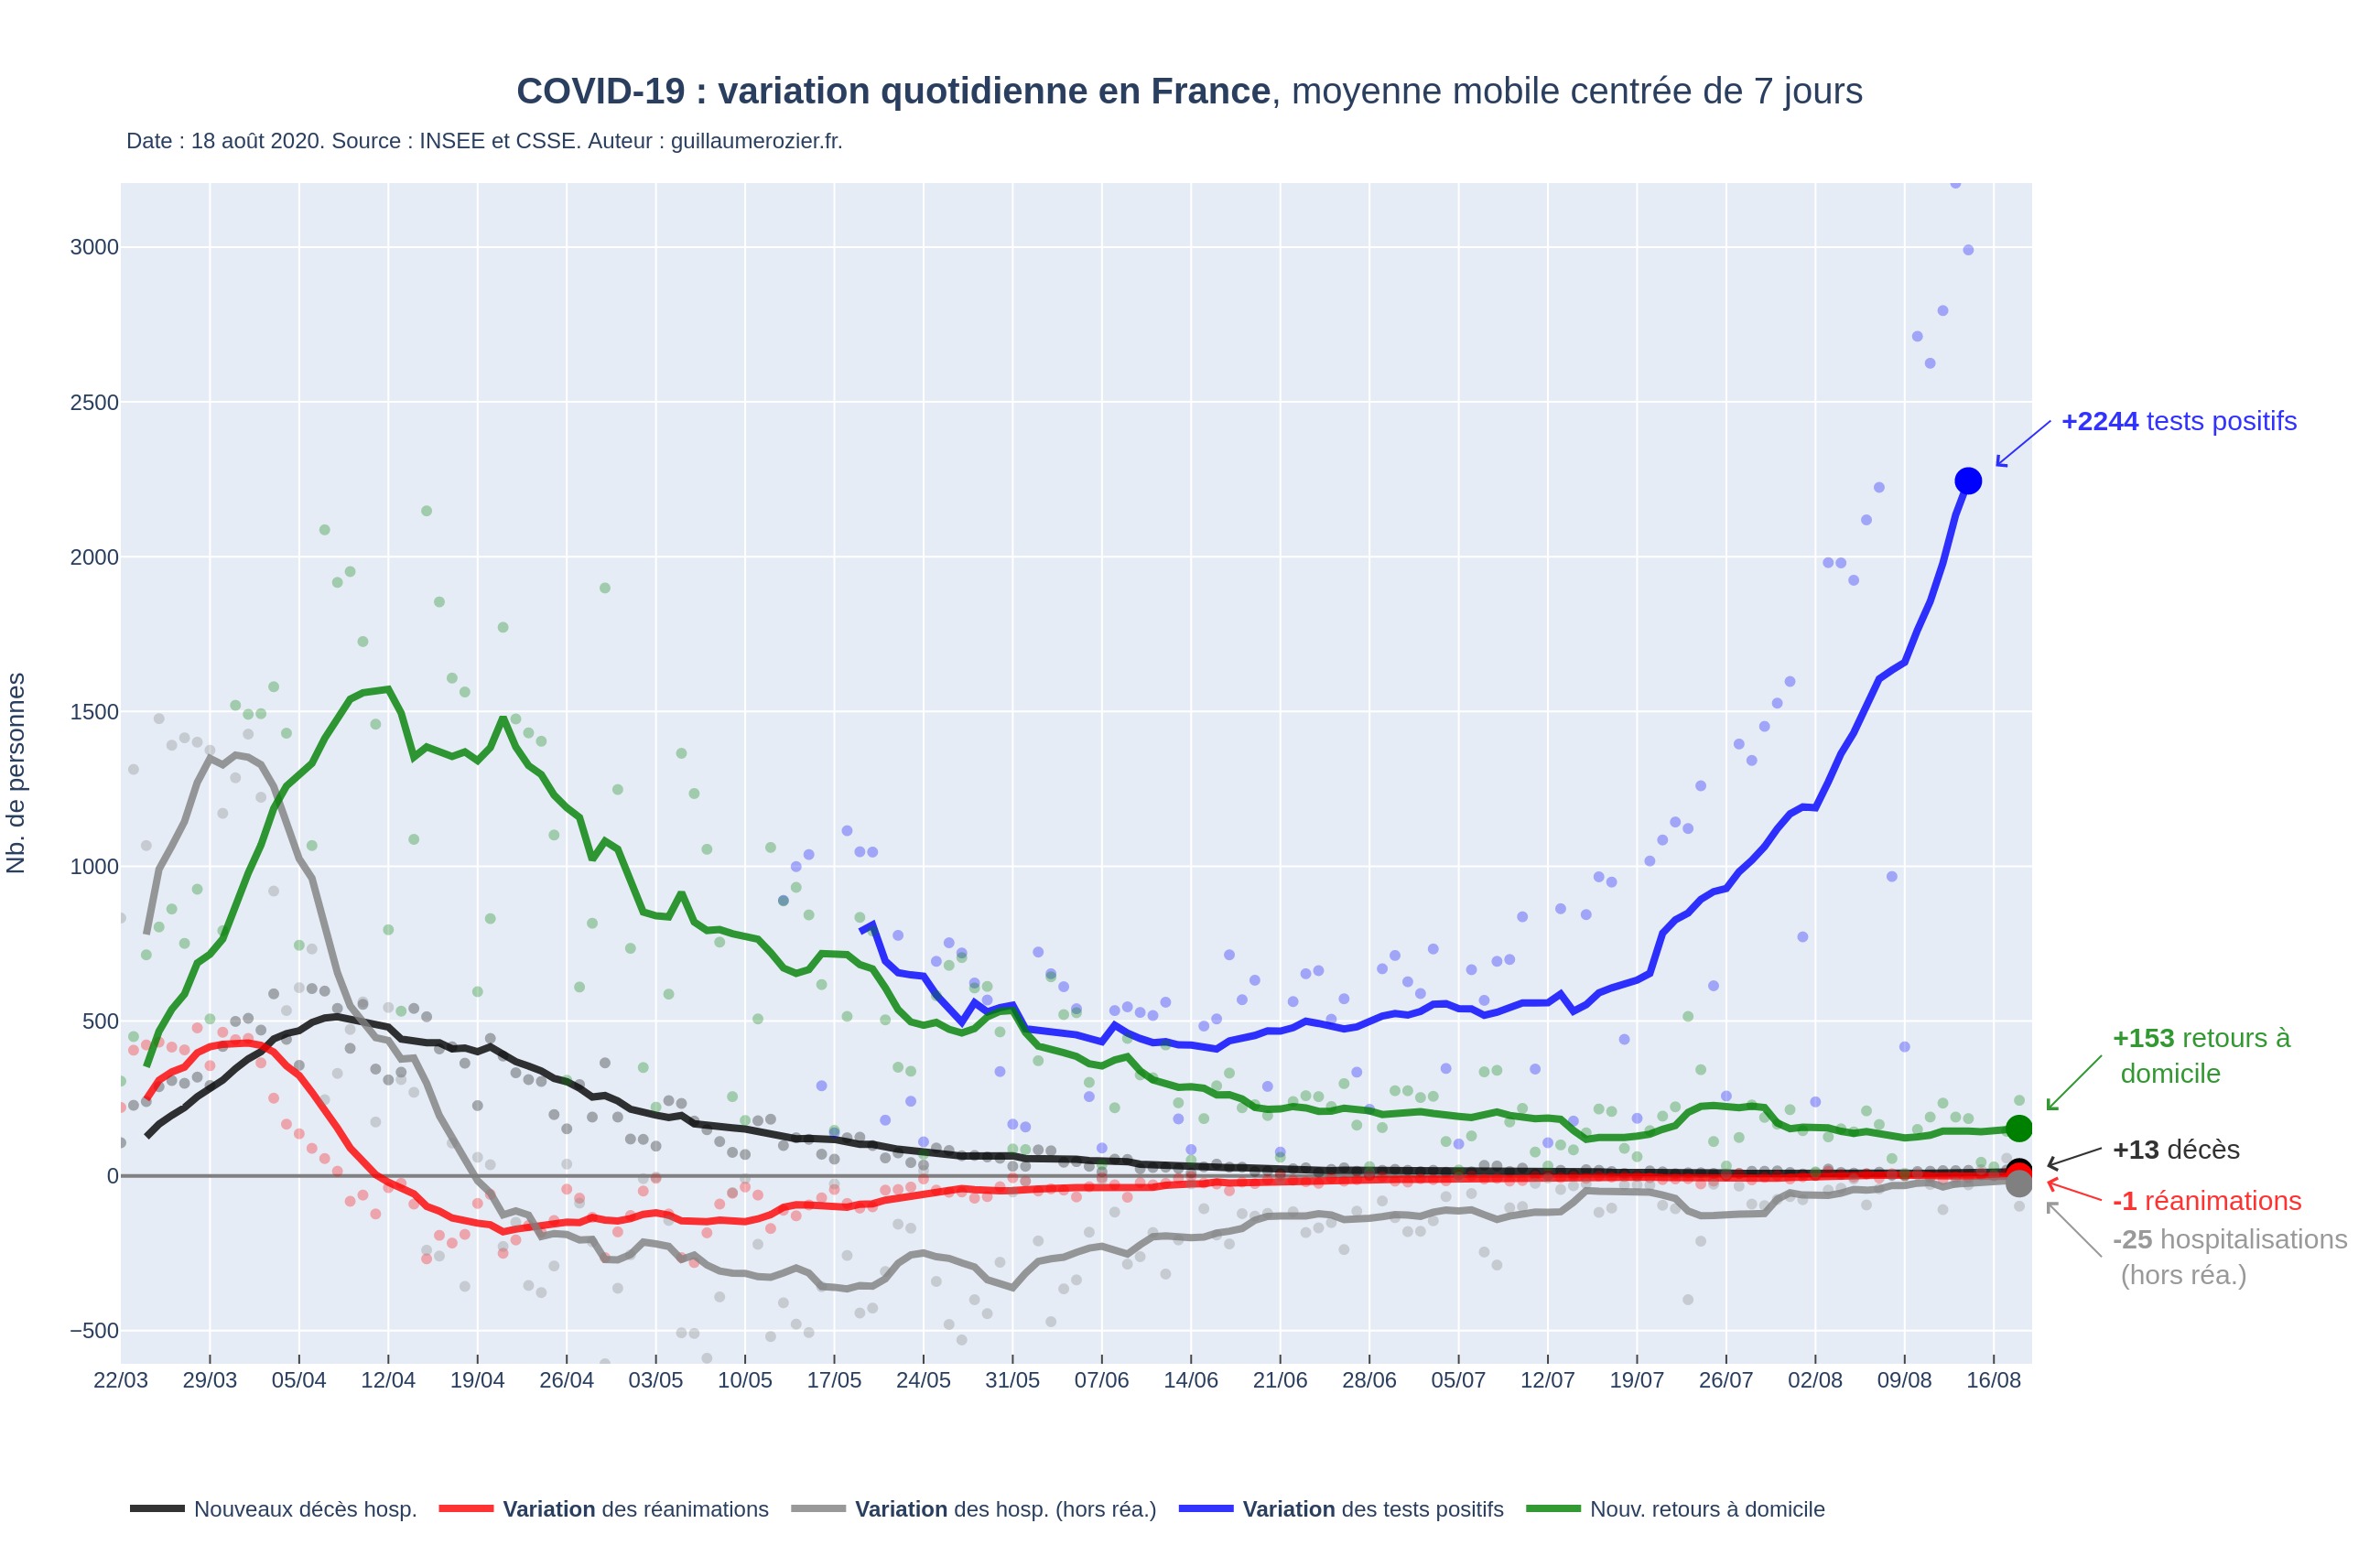 COVID-19 : variation quotidienne en France, moyenne mobile centrée de 7 jours
Date : 18 août 2020. Source : INSEE et CSSE. Auteur : guillaumerozier.fr.
Nb. de personnes
3000
2500
2000
1500
1000
500
0
−500
22/03 29/03 05/04 12/04 19/04 26/04 03/05 10/05 17/05 24/05 31/05 07/06 14/06 21/06 28/06 05/07 12/07 19/07 26/07 02/08 09/08 16/08
+2244 tests positifs
+153 retours à
domicile
+13 décès
-1 réanimations
-25 hospitalisations
(hors réa.)
Nouveaux décès hosp. Variation des réanimations Variation des hosp. (hors réa.) Variation des tests positifs Nouv. retours à domicile